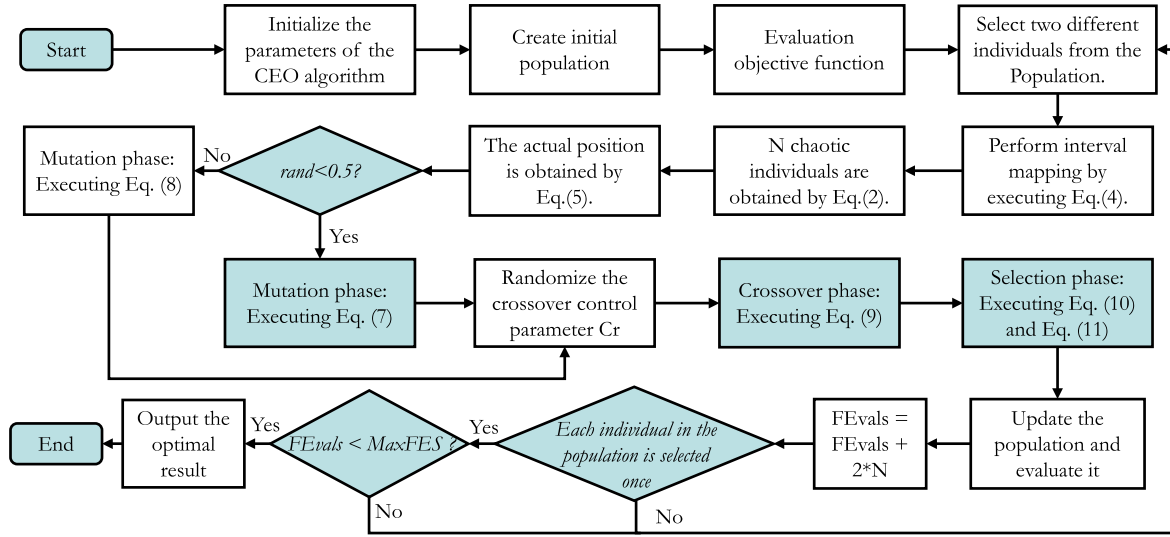 Start
Initialize the
parameters of the
CEO algorithm
Create initial
population
Evaluation
objective function
Select two different
individuals from the
Population.
Perform interval
mapping by
executing Eq.(4).
N chaotic
individuals are
obtained by Eq.(2).
The actual position
is obtained by
Eq.(5).
rand<0.5?
No
Mutation phase:
Executing Eq. (8)
Yes
Mutation phase:
Executing Eq. (7)
Randomize the
crossover control
parameter Cr
Crossover phase:
Executing Eq. (9)
Selection phase:
Executing Eq. (10)
and Eq. (11)
Update the
population and
evaluate it
FEvals =
FEvals +
2*N
Each individual in the
population is selected
once
Yes
No
FEvals < MaxFES ?
Yes
No
Output the
optimal
result
End